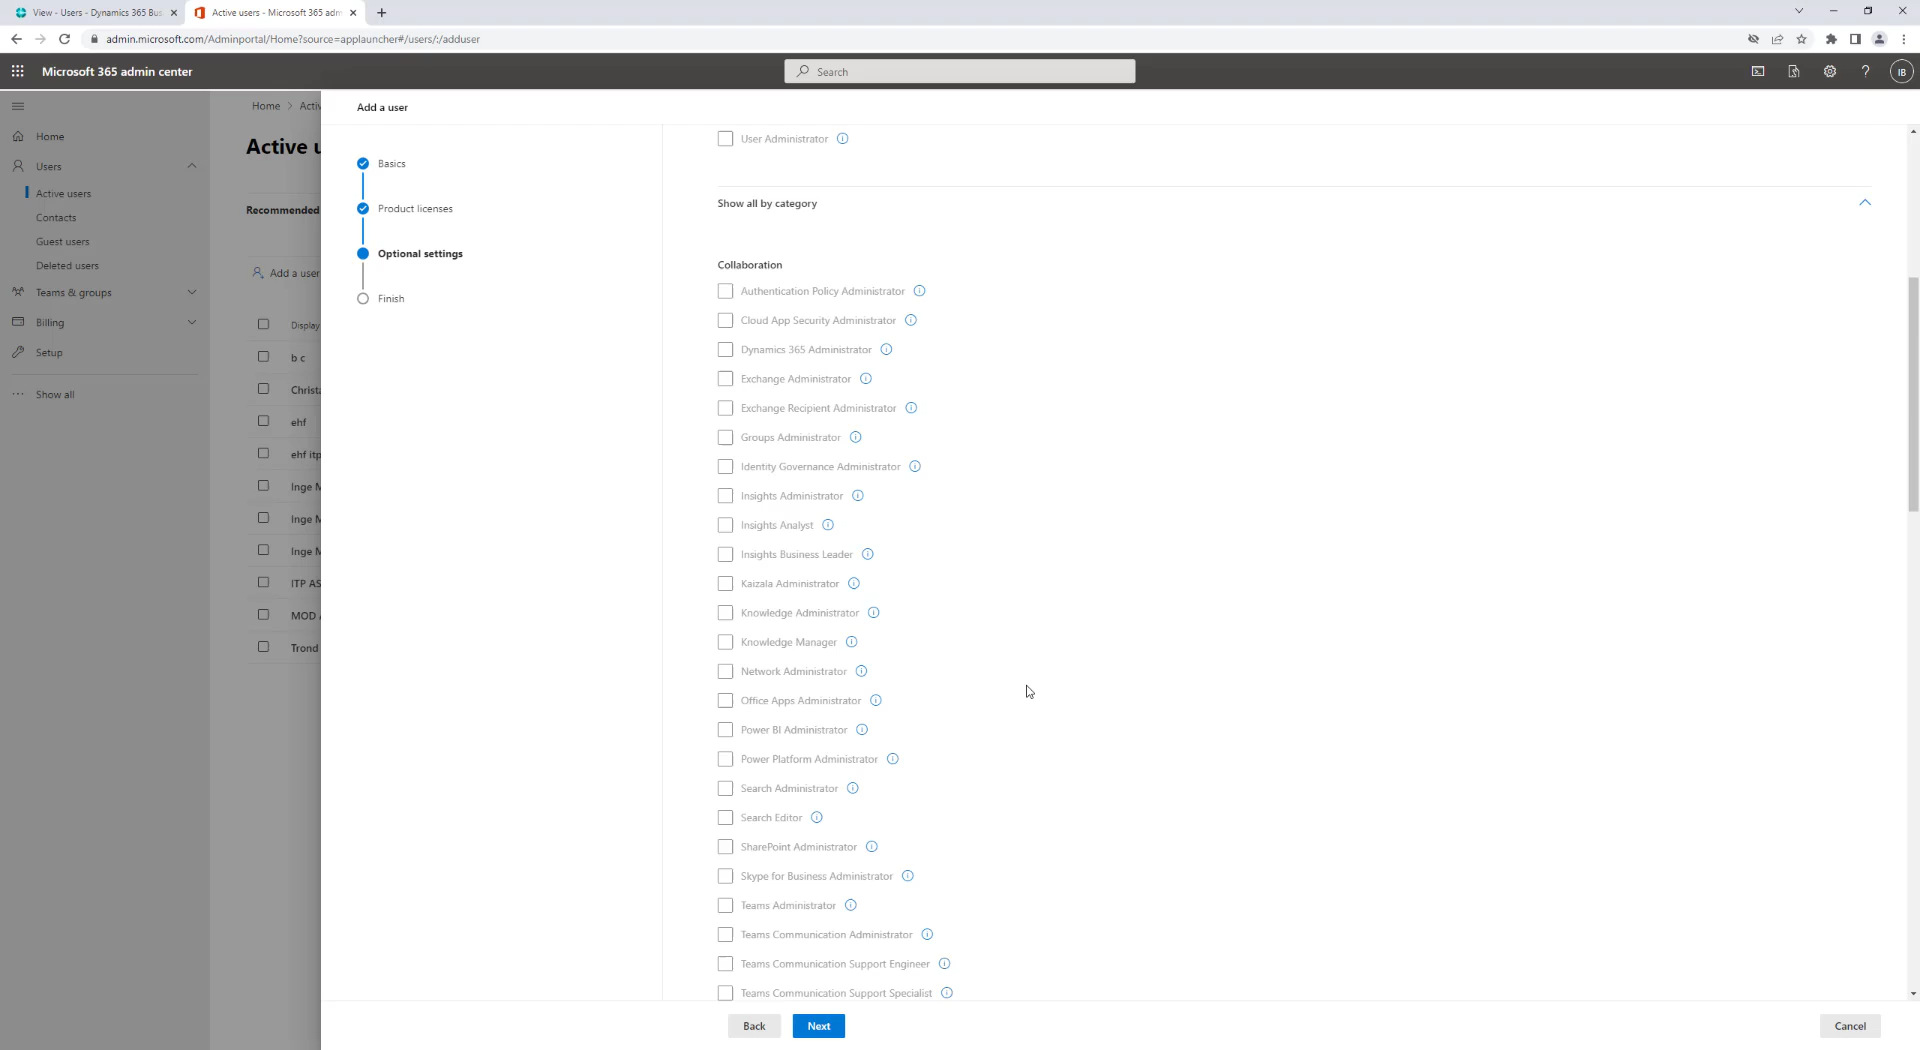 View - Users - Dynamics 365 Bus
Active users - Microsoft 365 adm
admin.microsoft.com/Adminportal/Home?source=applauncher#/users/:/adduser
Microsoft 365 admin center
Search
IB
Home
Users
Active users
Contacts
Guest users
Deleted users
Teams & groups
Billing
Setup
Show all
Home > Activ
Active u
Recommended
Add a user
Display
b c
Christ
ehf
ehf itp
Inge M
Inge M
Inge M
ITP AS
MOD A
Trond
Add a user
Basics
Product licenses
Optional settings
Finish
User Administrator
Show all by category
Collaboration
Authentication Policy Administrator
Cloud App Security Administrator
Dynamics 365 Administrator
Exchange Administrator
Exchange Recipient Administrator
Groups Administrator
Identity Governance Administrator
Insights Administrator
Insights Analyst
Insights Business Leader
Kaizala Administrator
Knowledge Administrator
Knowledge Manager
Network Administrator
Office Apps Administrator
Power BI Administrator
Power Platform Administrator
Search Administrator
Search Editor
SharePoint Administrator
Skype for Business Administrator
Teams Administrator
Teams Communication Administrator
Teams Communication Support Engineer
Teams Communication Support Specialist
Back
Next
Cancel